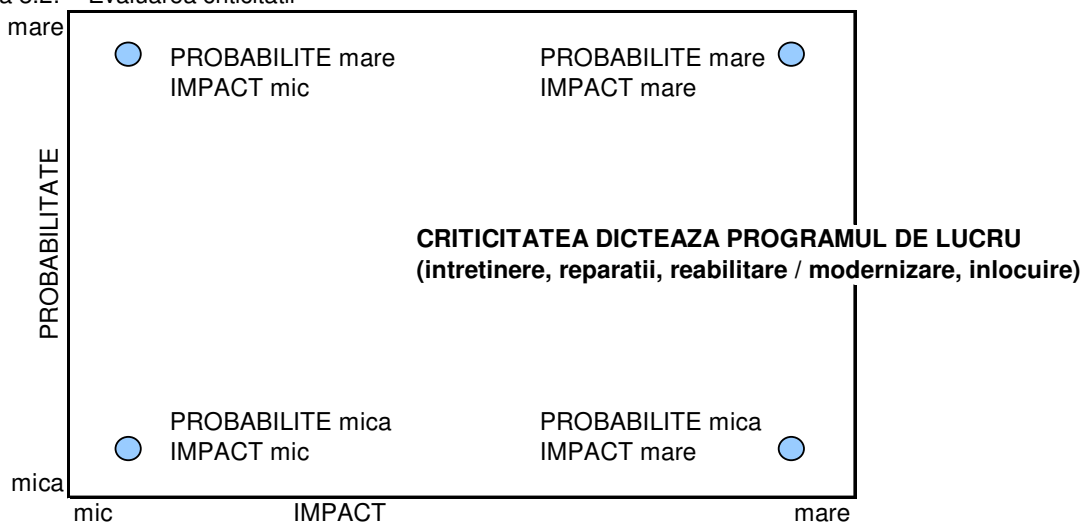 mare
PROBABILITE mare
IMPACT mic
PROBABILITE mare
IMPACT mare
PROBABILITATE
CRITICITATEA DICTEAZA PROGRAMUL DE LUCRU
(intretinere, reparatii, reabilitare / modernizare, inlocuire)
PROBABILITE mica
IMPACT mic
PROBABILITE mica
IMPACT mare
mica
mic
IMPACT
mare